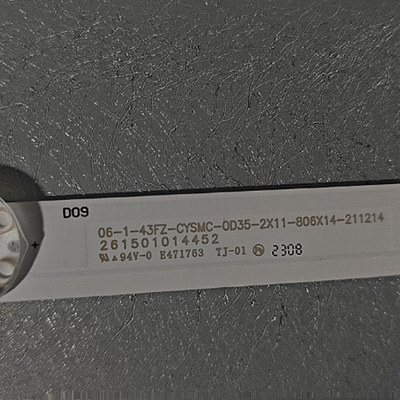 D09
06-1-43FZ-CYSMC-OD35-2X11-806X14-211214
261501014452
94V-0 E471763 TJ-01 2308
+